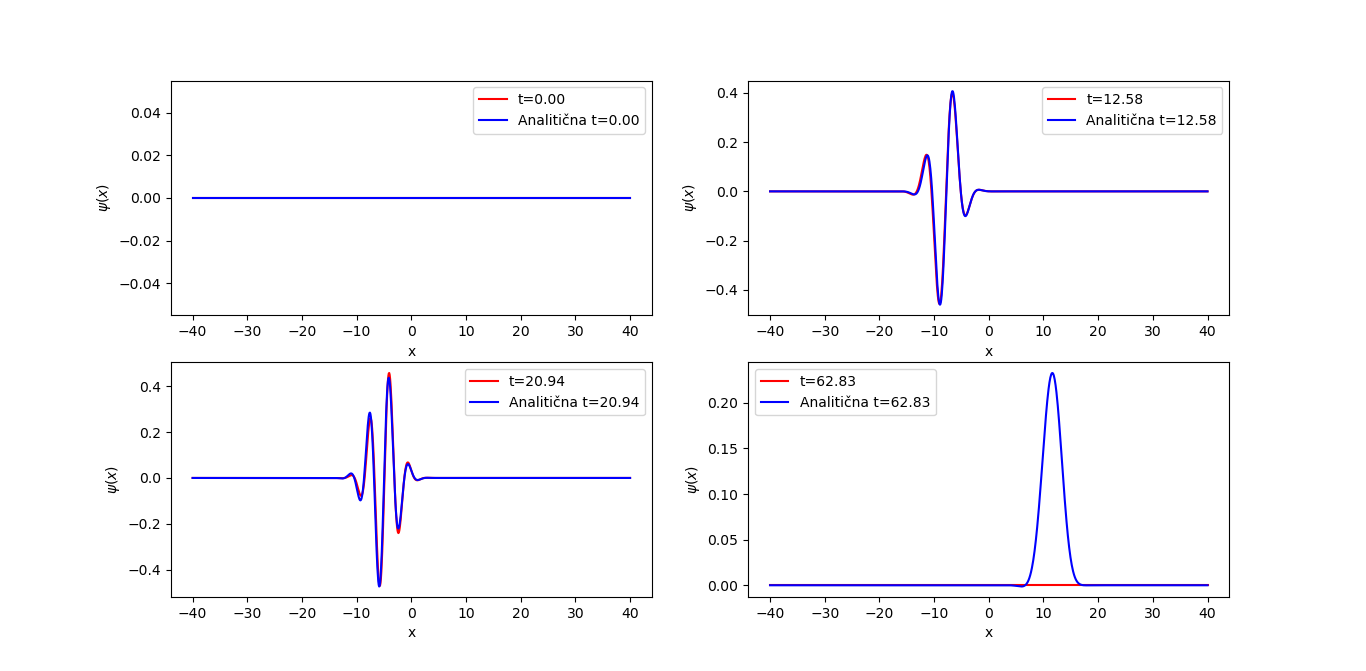 t=0.00
Analitična t=0.00
0.04
0.02
0.00
−0.02
−0.04
ψ(x)
−40 −30 −20 −10 0 10 20 30 40
x
t=12.58
Analitična t=12.58
0.4
0.2
0.0
−0.2
−0.4
ψ(x)
−40 −30 −20 −10 0 10 20 30 40
x
t=20.94
Analitična t=20.94
0.4
0.2
0.0
−0.2
−0.4
ψ(x)
−40 −30 −20 −10 0 10 20 30 40
x
t=62.83
Analitična t=62.83
0.20
0.15
0.10
0.05
0.00
ψ(x)
−40 −30 −20 −10 0 10 20 30 40
x